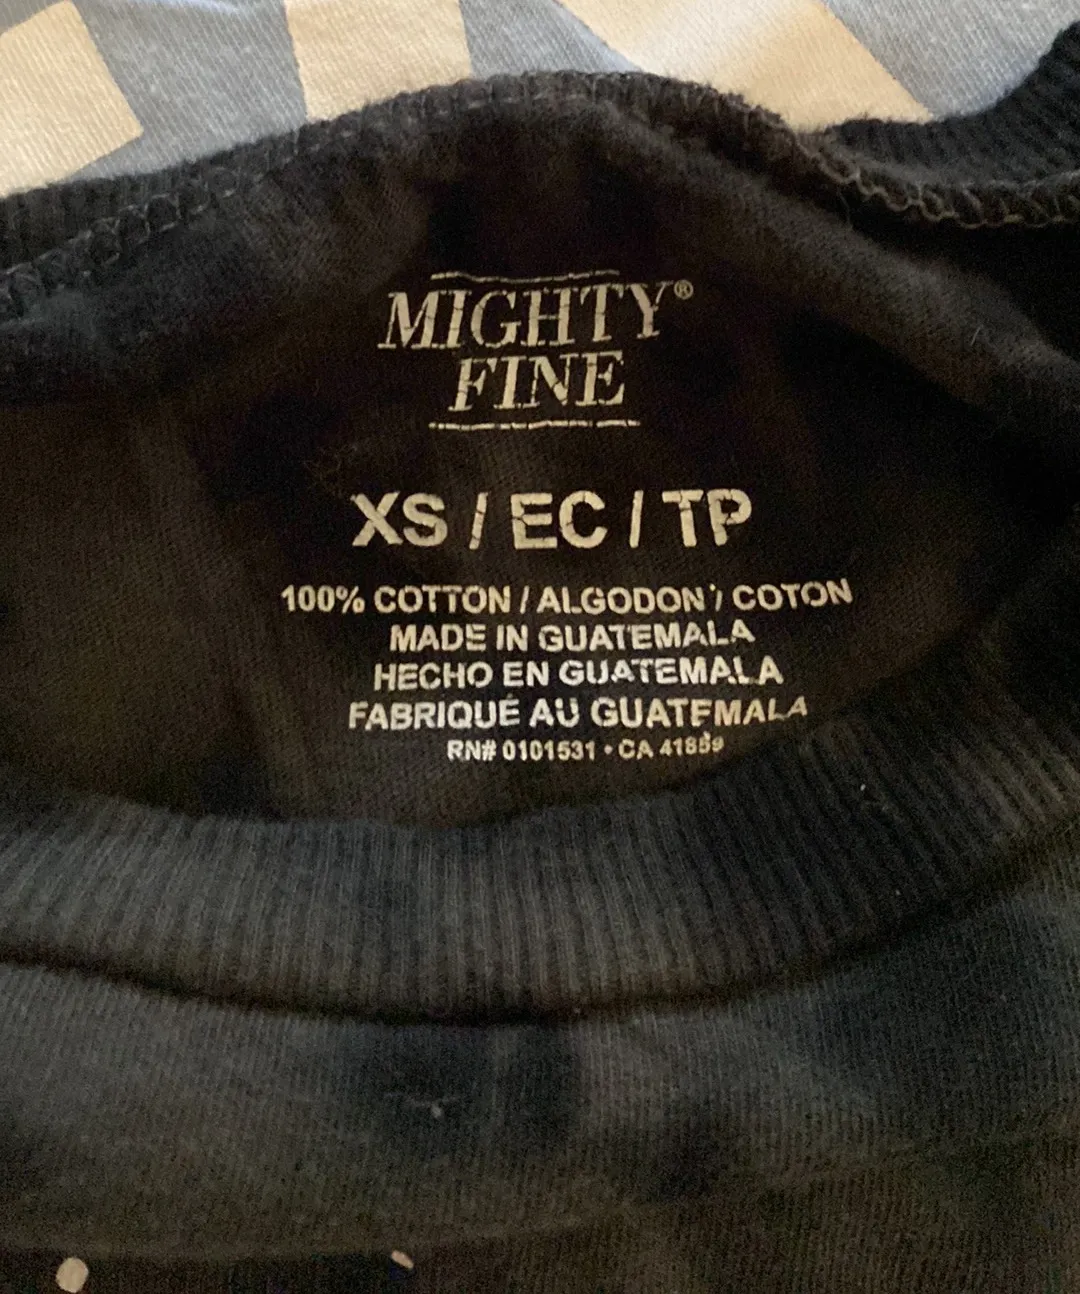 MIGHTY®
FINE
XS / EC / TP
100% COTTON / ALGODON / COTON
MADE IN GUATEMALA
HECHO EN GUATEMALA
FABRIQUÉ AU GUATEMALA
RN# 0101531 • CA 41859